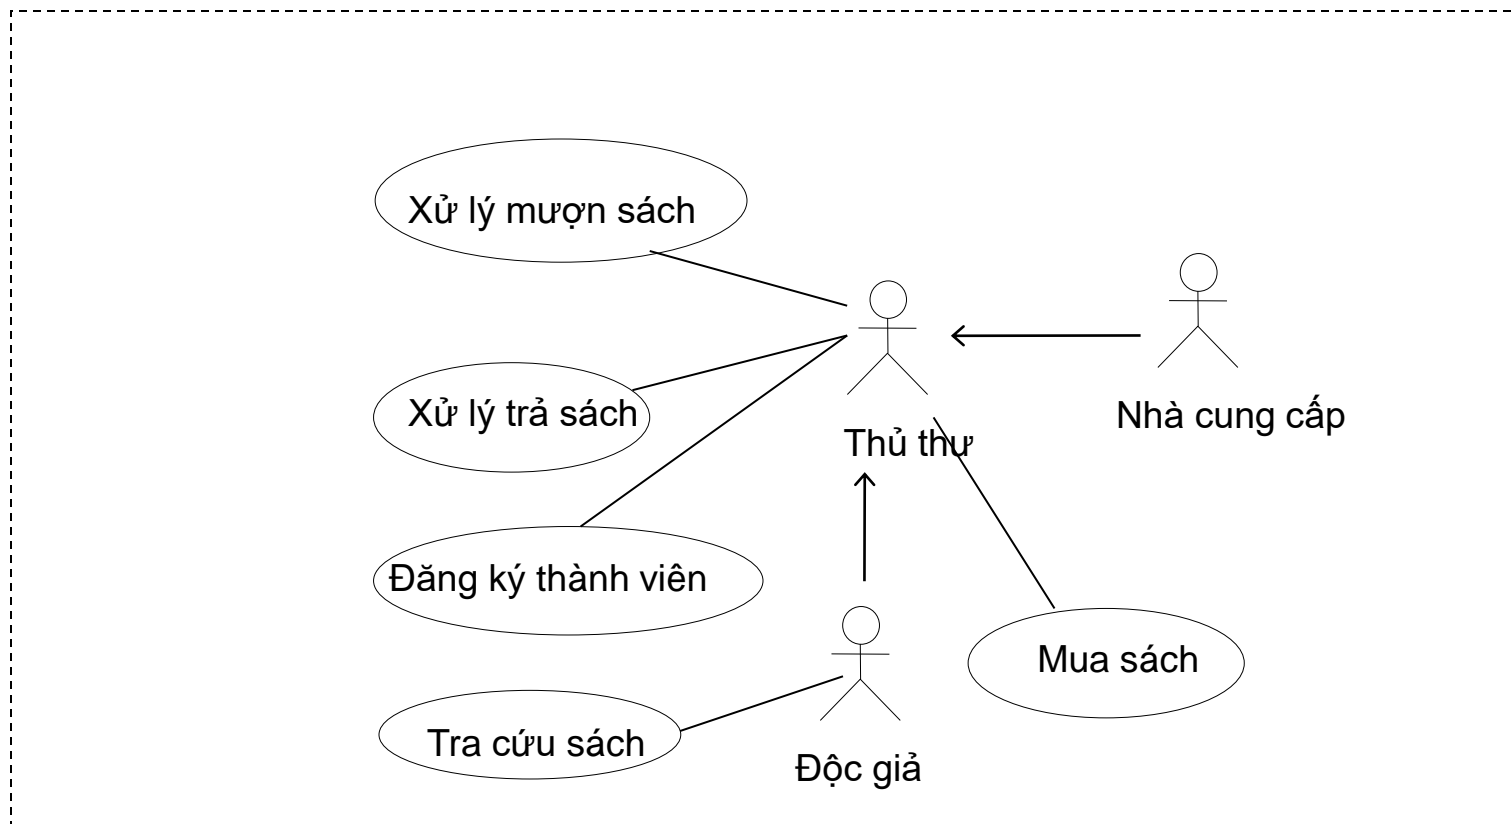 Xử lý mượn sách
Xử lý trả sách
Thủ thư
Nhà cung cấp
Đăng ký thành viên
Mua sách
Tra cứu sách
Độc giả